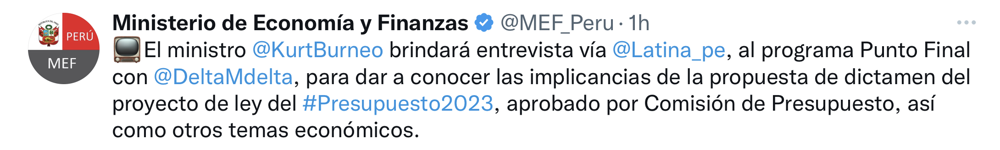 REPÚBLICA DEL PERÚ
PERÚ
MEF
Ministerio de Economía y Finanzas @MEF_Peru · 1h
El ministro @KurtBurneo brindará entrevista vía @Latina_pe, al programa Punto Final
con @DeltaMdelta, para dar a conocer las implicancias de la propuesta de dictamen del
proyecto de ley del #Presupuesto2023, aprobado por Comisión de Presupuesto, así
como otros temas económicos.